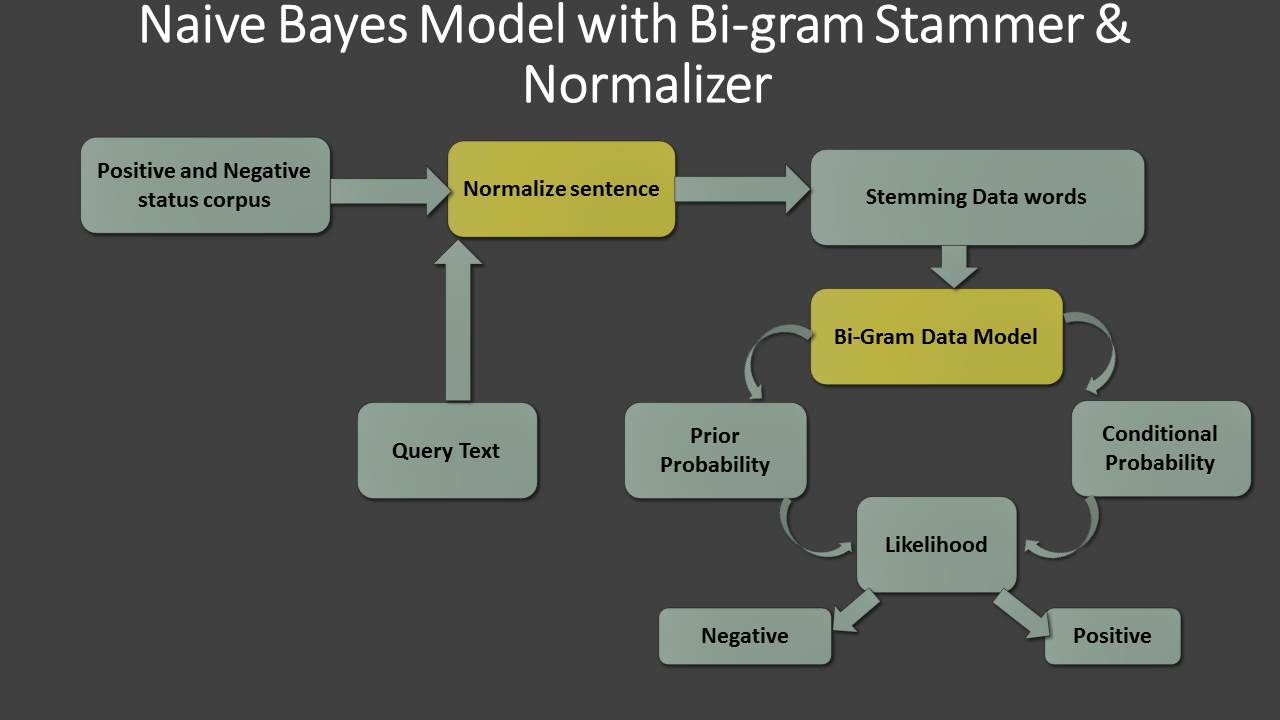 Naive Bayes Model with Bi-gram Stammer &
Normalizer
Positive and Negative
status corpus
Normalize sentence
Stemming Data words
Bi-Gram Data Model
Query Text
Prior
Probability
Conditional
Probability
Likelihood
Negative
Positive